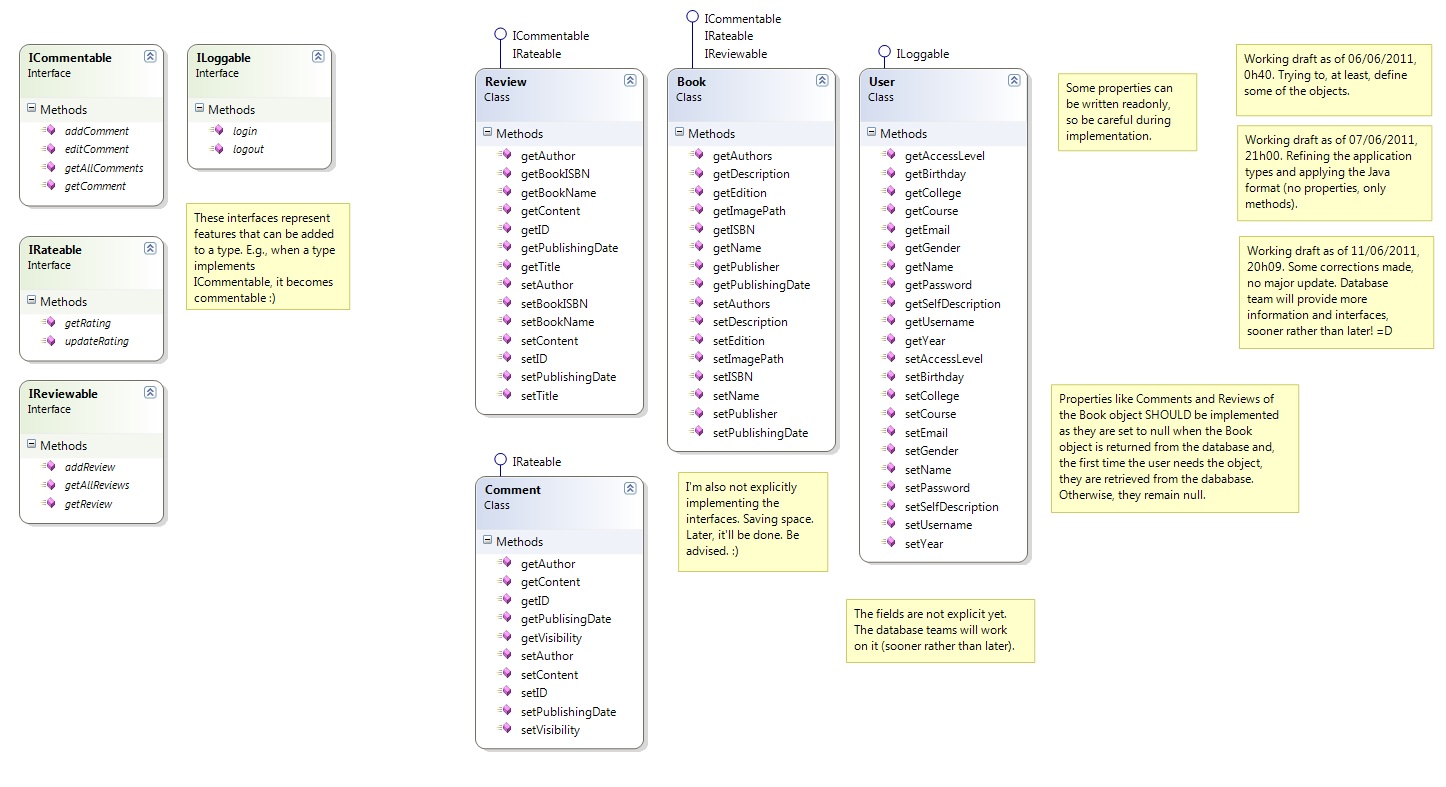 ICommentable
Interface
Methods
addComment
editComment
getAllComments
getComment
ILoggable
Interface
Methods
login
logout
These interfaces represent
features that can be added
to a type. E.g., when a type
implements
ICommentable, it becomes
commentable :)
IRateable
Interface
Methods
getRating
updateRating
IReviewable
Interface
Methods
addReview
getAllReviews
getReview
ICommentable
IRateable
Review
Class
Methods
getAuthor
getBookISBN
getBookName
getContent
getID
getPublishingDate
getTitle
setAuthor
setBookISBN
setBookName
setContent
setID
setPublishingDate
setTitle
IRateable
Comment
Class
Methods
getAuthor
getContent
getID
getPublisingDate
getVisibility
setAuthor
setContent
setID
setPublishingDate
setVisibility
ICommentable
IRateable
IReviewable
Book
Class
Methods
getAuthors
getDescription
getEdition
getImagePath
getISBN
getName
getPublisher
getPublishingDate
setAuthors
setDescription
setEdition
setImagePath
setISBN
setName
setPublisher
setPublishingDate
I'm also not explicitly
implementing the
interfaces. Saving space.
Later, it'll be done. Be
advised. :)
ILoggable
User
Class
Methods
getAccessLevel
getBirthday
getCollege
getCourse
getEmail
getGender
getName
getPassword
getSelfDescription
getUsername
getYear
setAccessLevel
setBirthday
setCollege
setCourse
setEmail
setGender
setName
setPassword
setSelfDescription
setUsername
setYear
The fields are not explicit yet.
The database teams will work
on it (sooner rather than later).
Some properties can
be written readonly,
so be careful during
implementation.
Working draft as of 06/06/2011,
0h40. Trying to, at least, define
some of the objects.
Working draft as of 07/06/2011,
21h00. Refining the application
types and applying the Java
format (no properties, only
methods).
Working draft as of 11/06/2011,
20h09. Some corrections made,
no major update. Database
team will provide more
information and interfaces,
sooner rather than later! =D
Properties like Comments and Reviews of
the Book object SHOULD be implemented
as they are set to null when the Book
object is returned from the database and,
the first time the user needs the object,
they are retrieved from the dababase.
Otherwise, they remain null.